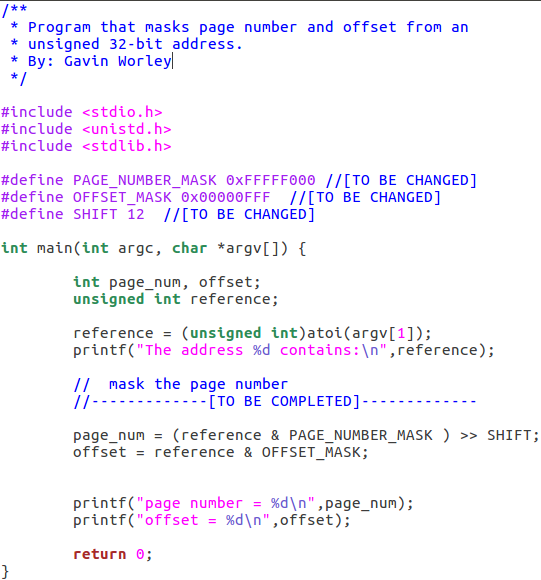 /**
 * Program that masks page number and offset from an
 * unsigned 32-bit address.
 * By: Gavin Worley
 */
#include <stdio.h>
#include <unistd.h>
#include <stdlib.h>
#define PAGE_NUMBER_MASK 0xFFFFF000 //[TO BE CHANGED]
#define OFFSET_MASK 0x00000FFF  //[TO BE CHANGED]
#define SHIFT 12  //[TO BE CHANGED]
int main(int argc, char *argv[]) {
        int page_num, offset;
        unsigned int reference;
        reference = (unsigned int)atoi(argv[1]);
        printf("The address %d contains:\n",reference);
        //  mask the page number
        //-------------[TO BE COMPLETED]-------------
        page_num = (reference & PAGE_NUMBER_MASK ) >> SHIFT;
        offset = reference & OFFSET_MASK;
        printf("page number = %d\n",page_num);
        printf("offset = %d\n",offset);
        return 0;
}